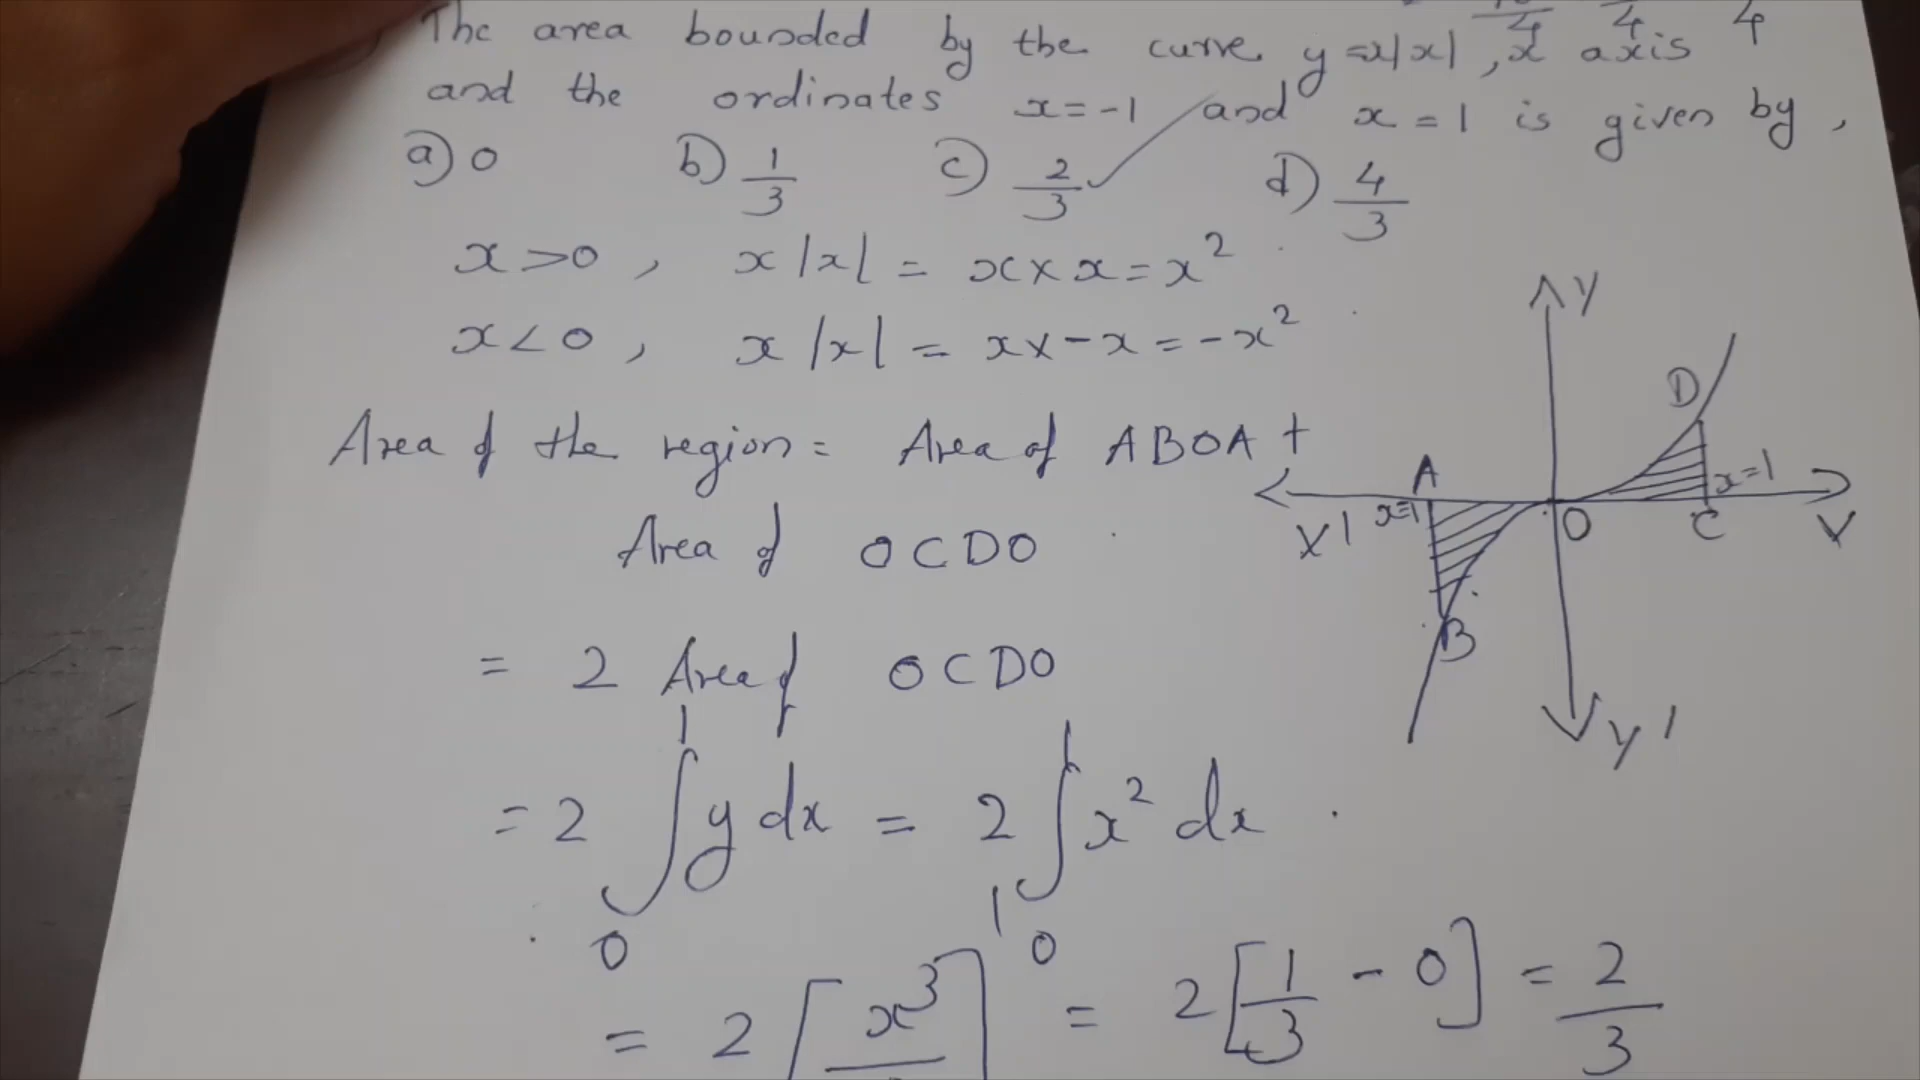 The area bounded by the curve y=x|x|, x axis
and the ordinates x=-1 and x=1 is given by,
a) 0 b) 1/3 c) 2/3 ✓ d) 4/3
x>0, x|x| = x×x=x²
x<0, x|x| = x×-x=-x²
Area of the region = Area of ABOA +
Area of OCDO
= 2 Area of OCDO
= 2 ∫₀¹ y dx = 2 ∫₀¹ x² dx
= 2 [x³ ]¹ = 2[1/3 - 0] = 2/3
Y
D
A
x=1
x=1
X'
O
C
B
Y'